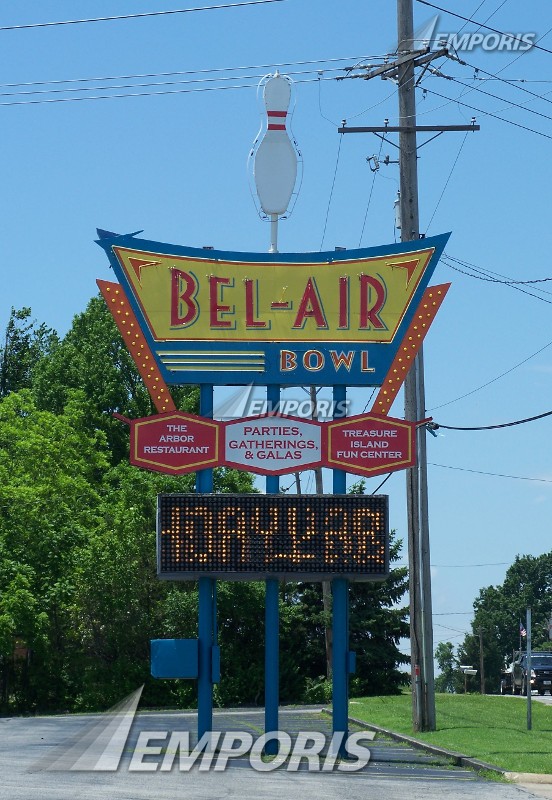 EMPORIS
BEL-AIR
BOWL
EMPORIS
THE
ARBOR
RESTAURANT
PARTIES,
GATHERINGS,
& GALAS
TREASURE
ISLAND
FUN CENTER
EMPORIS